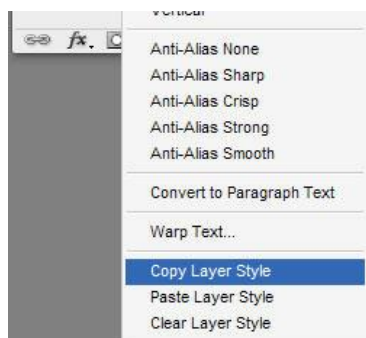 Vertical
fx.
Anti-Alias None
Anti-Alias Sharp
Anti-Alias Crisp
Anti-Alias Strong
Anti-Alias Smooth
Convert to Paragraph Text
Warp Text...
Copy Layer Style
Paste Layer Style
Clear Layer Style